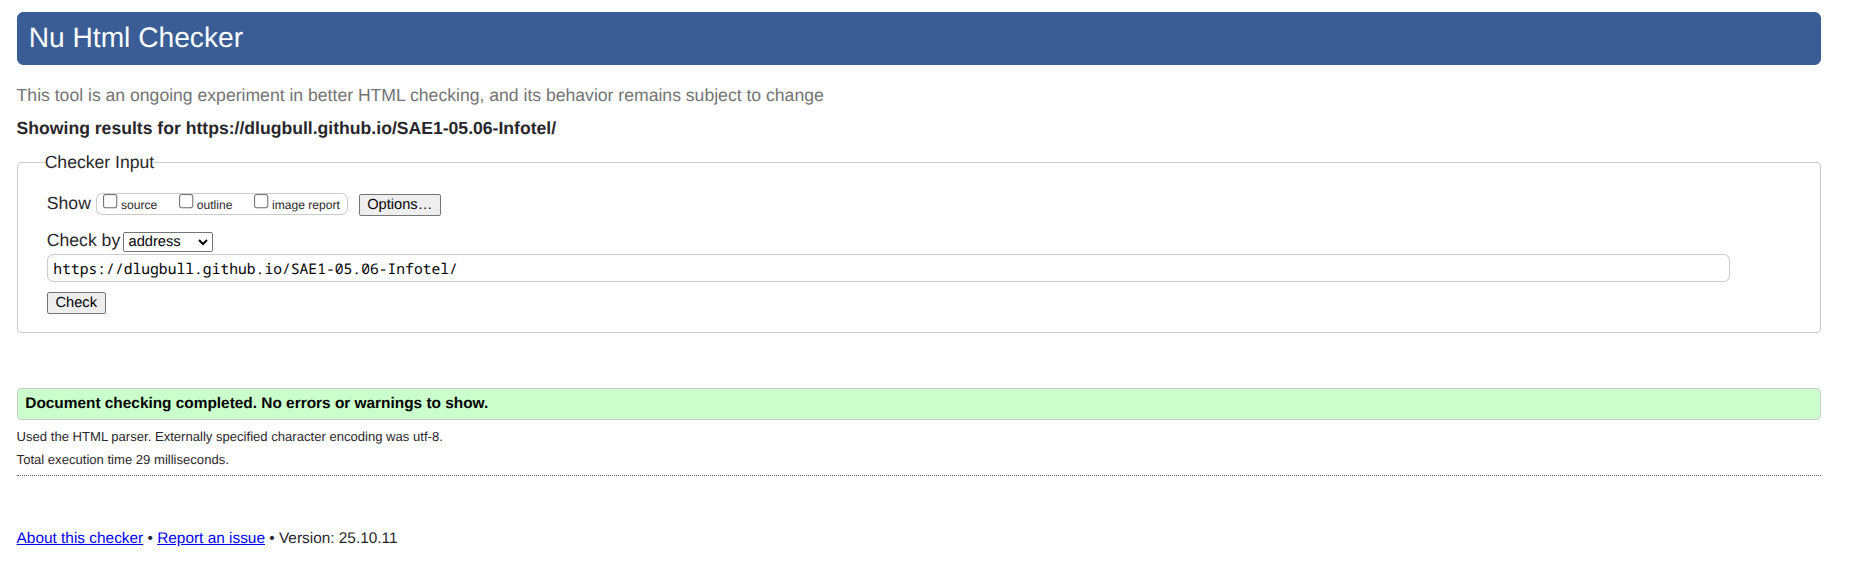 Nu Html Checker
This tool is an ongoing experiment in better HTML checking, and its behavior remains subject to change
Showing results for https://dlugbull.github.io/SAE1-05.06-Infotel/
Checker Input
Show source outline image report Options…
Check by address
https://dlugbull.github.io/SAE1-05.06-Infotel/
Check
Document checking completed. No errors or warnings to show.
Used the HTML parser. Externally specified character encoding was utf-8.
Total execution time 29 milliseconds.
About this checker • Report an issue • Version: 25.10.11